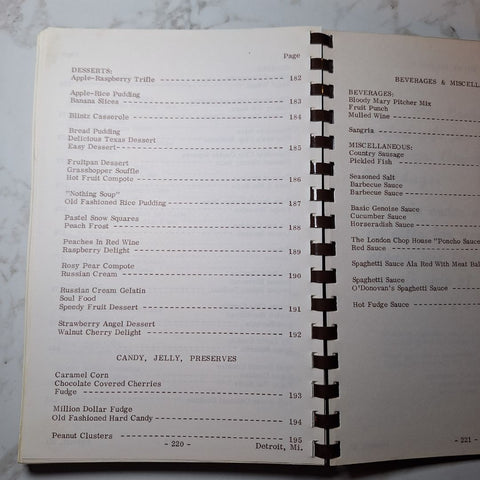 Page
DESSERTS:
Apple-Raspberry Trifle ---------------------- 182
Apple-Rice Pudding
Banana Slices ------------------------------ 183
Blintz Casserole ---------------------------- 184
Bread Pudding
Delicious Texas Dessert
Easy Dessert-------------------------------- 185
Fruitpan Dessert
Grasshopper Souffle
Hot Fruit Compote --------------------------- 186
"Nothing Soup"
Old Fashioned Rice Pudding ------------------ 187
Pastel Snow Squares
Peach Frost --------------------------------- 188
Peaches In Red Wine
Raspberry Delight --------------------------- 189
Rosy Pear Compote
Russian Cream ------------------------------ 190
Russian Cream Gelatin
Soul Food
Speedy Fruit Dessert ------------------------ 191
Strawberry Angel Dessert
Walnut Cherry Delight ----------------------- 192
CANDY, JELLY, PRESERVES
Caramel Corn
Chocolate Covered Cherries
Fudge -------------------------------------- 193
Million Dollar Fudge
Old Fashioned Hard Candy--------------------- 194
Peanut Clusters ----------------------------- 195
- 220 -
Detroit, Mi.
BEVERAGES & MISCELLA
BEVERAGES:
Bloody Mary Pitcher Mix
Fruit Punch
Mulled Wine -----------
Sangria ---------------
MISCELLANEOUS:
Country Sausage
Pickled Fish -----------
Seasoned Salt
Barbecue Sauce
Barbecue Sauce ---------
Basic Genoise Sauce
Cucumber Sauce
Horseradish Sauce -------
The London Chop House "Poncho Sauce
Red Sauce --------------
Spaghetti Sauce Ala Red With Meat Bal
Spaghetti Sauce
O'Donovan's Spaghetti Sauce ---
Hot Fudge Sauce ---------
- 221 -